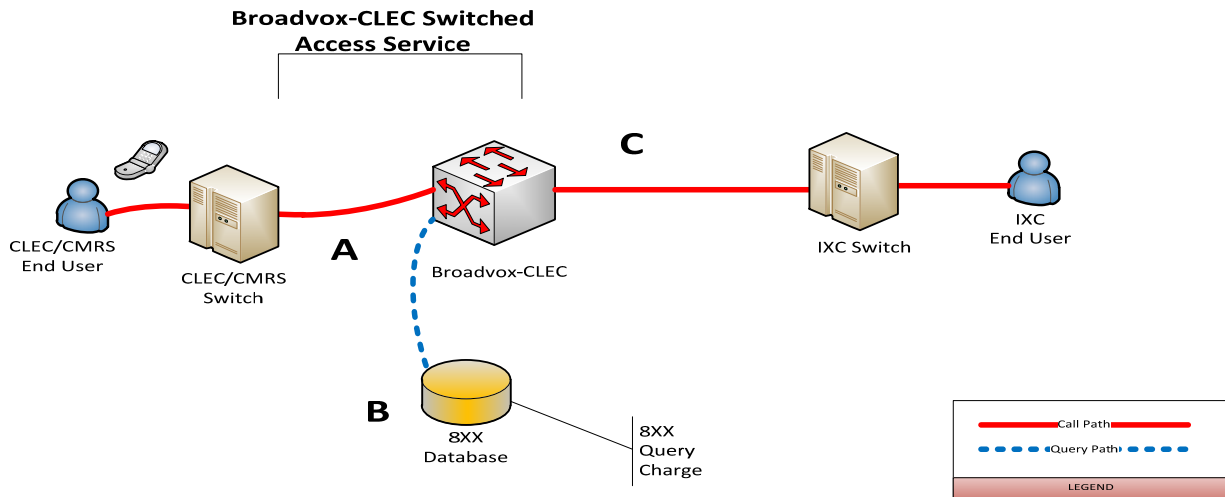 Broadvox-CLEC Switched
Access Service
C
CLEC/CMRS
End User
CLEC/CMRS
Switch
A
Broadvox-CLEC
IXC Switch
IXC
End User
B
8XX
Database
8XX
Query
Charge
Call Path
Query Path
LEGEND